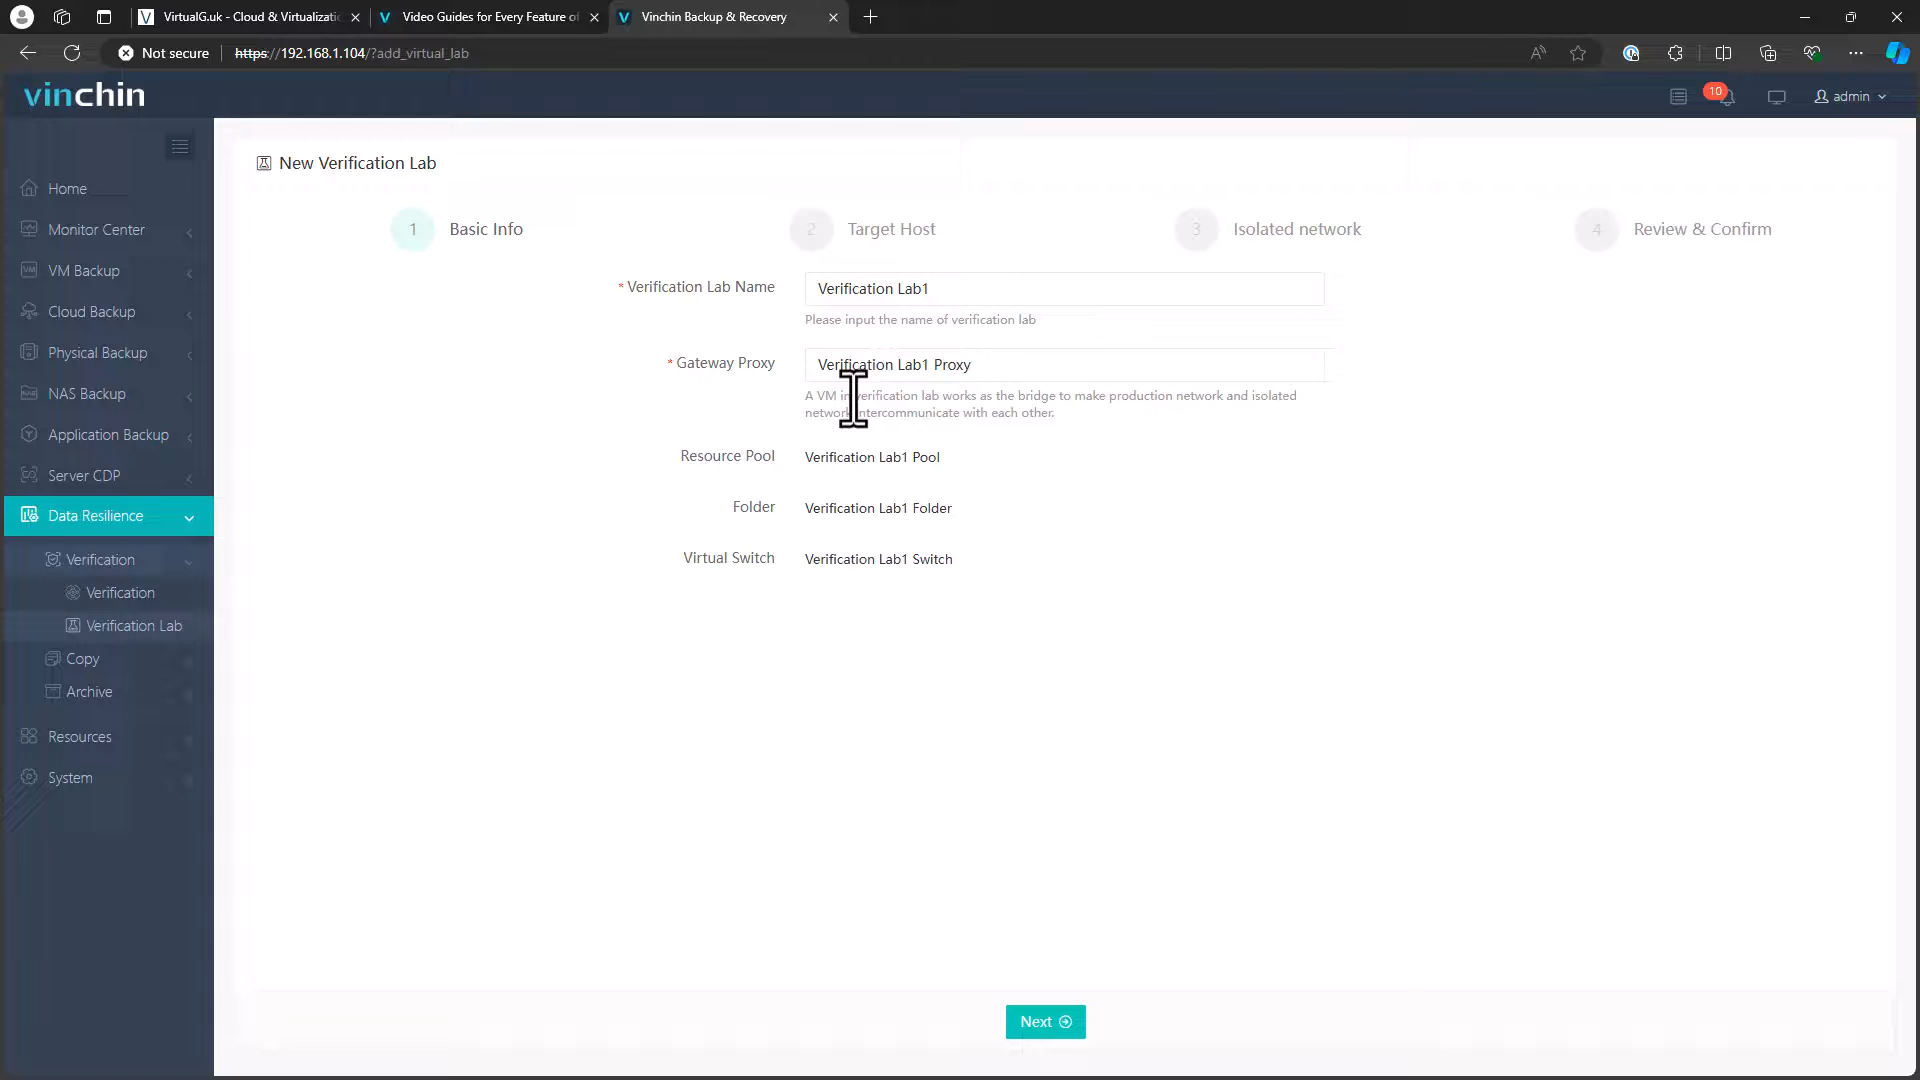 VirtualG.uk - Cloud & Virtualizati
Video Guides for Every Feature of
Vinchin Backup & Recovery
Not secure
https://192.168.1.104/?add_virtual_lab
vinchin
10
admin
Home
Monitor Center
VM Backup
Cloud Backup
Physical Backup
NAS Backup
Application Backup
Server CDP
Data Resilience
Verification
Verification
Verification Lab
Copy
Archive
Resources
System
New Verification Lab
1 Basic Info
2 Target Host
3 Isolated network
4 Review & Confirm
* Verification Lab Name Verification Lab1
Please input the name of verification lab
* Gateway Proxy Verification Lab1 Proxy
A VM in verification lab works as the bridge to make production network and isolated
network intercommunicate with each other.
Resource Pool Verification Lab1 Pool
Folder Verification Lab1 Folder
Virtual Switch Verification Lab1 Switch
Next